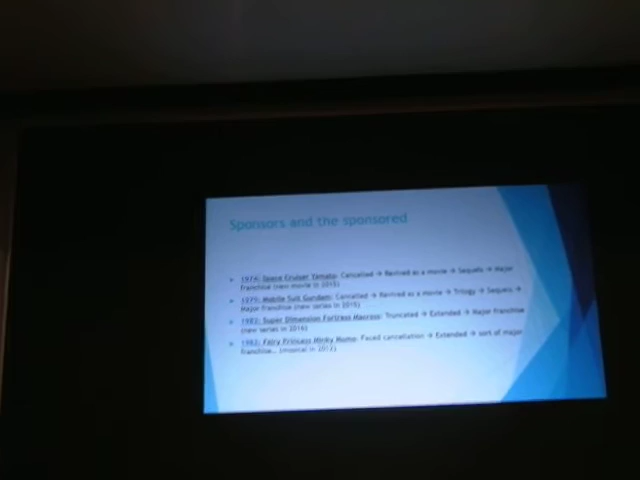 Sponsors and the sponsored
1974: Space Cruiser Yamato: Cancelled → Revived as a movie → Sequels → Major
franchise (new movie in 2015)
1979: Mobile Suit Gundam: Cancelled → Revived as a movie → Trilogy → Sequels →
Major franchise (new series in 2015)
1982: Super Dimension Fortress Macross: Truncated → Extended → Major franchise
(new series in 2016)
1982: Fairy Princess Minky Momo: Faced cancellation → Extended → sort of major
franchise… in